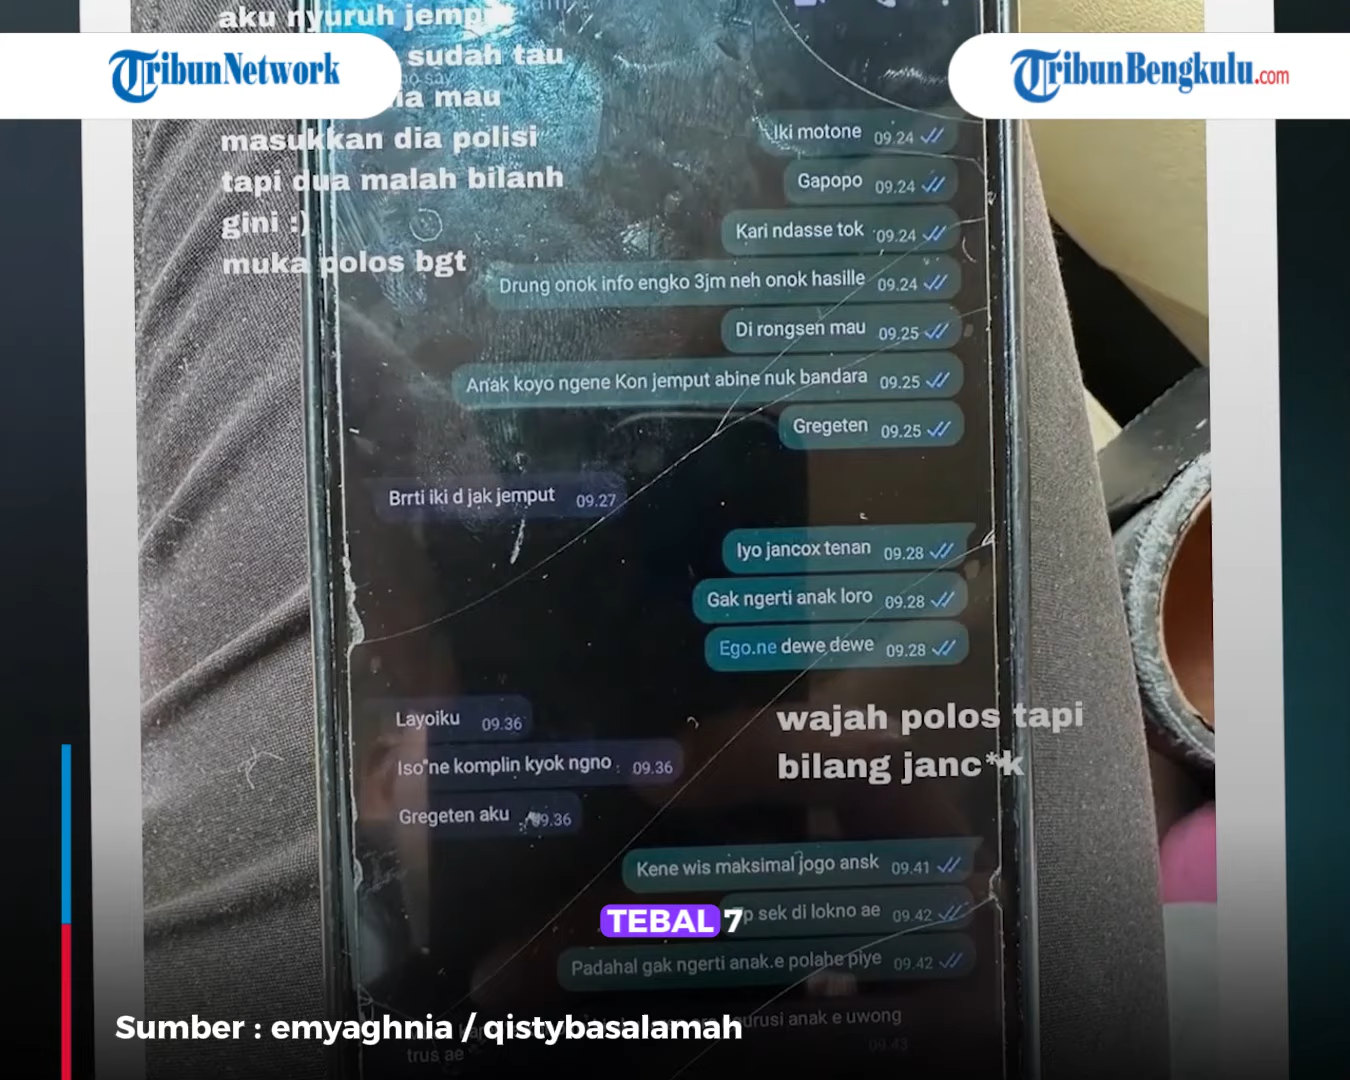 aku nyuruh jemput
sudah tau
mau
masukkan dia polisi
tapi dua malah bilanh
gini :)
muka polos bgt
TribunNetwork
TribunBengkulu.com
Iki motone 09.24
Gapopo 09.24
Kari ndasse tok 09.24
Drung onok info engko 3jm neh onok hasille 09.24
Di rongsen mau 09.25
Anak koyo ngene Kon jemput abine nuk bandara 09.25
Gregeten 09.25
Brrti iki d jak jemput 09.27
Iyo jancox tenan 09.28
Gak ngerti anak loro 09.28
Ego.ne dewe dewe 09.28
Layoiku 09.36
Iso"ne komplin kyok ngno 09.36
Gregeten aku 09.36
wajah polos tapi
bilang janc*k
Kene wis maksimal jogo ansk 09.41
sek di lokno ae 09.42
TEBAL 7
Padahal gak ngerti anak.e polahe piye 09.42
anak e uwong
trus ae 09.43
Sumber : emyaghnia / qistybasalamah